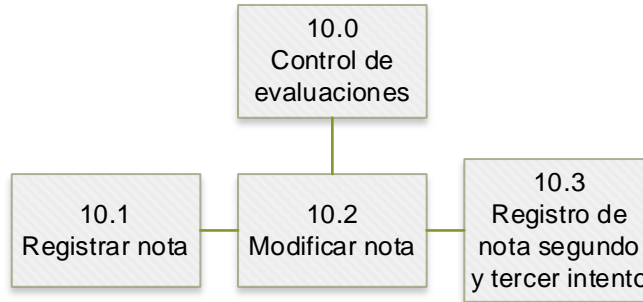 10.0
Control de
evaluaciones
10.1
Registrar nota
10.2
Modificar nota
10.3
Registro de
nota segundo
y tercer intento